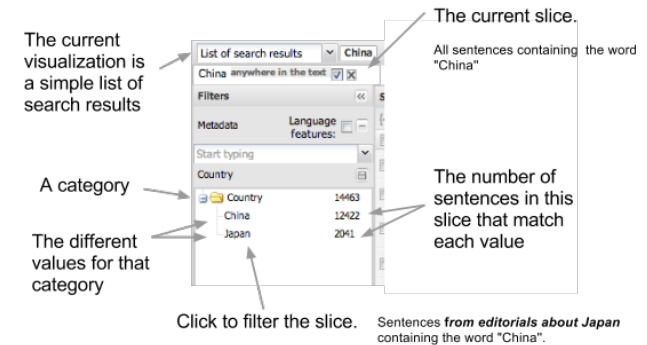 The current slice.
All sentences containing the word
"China"
The current
visualization is
a simple list of
search results
List of search results
China
China anywhere in the text
Filters
Metadata
Language
features:
Start typing
Country
Country 14463
China 12422
Japan 2041
A category
The different
values for that
category
The number of
sentences in this
slice that match
each value
Click to filter the slice.
Sentences from editorials about Japan
containing the word "China".